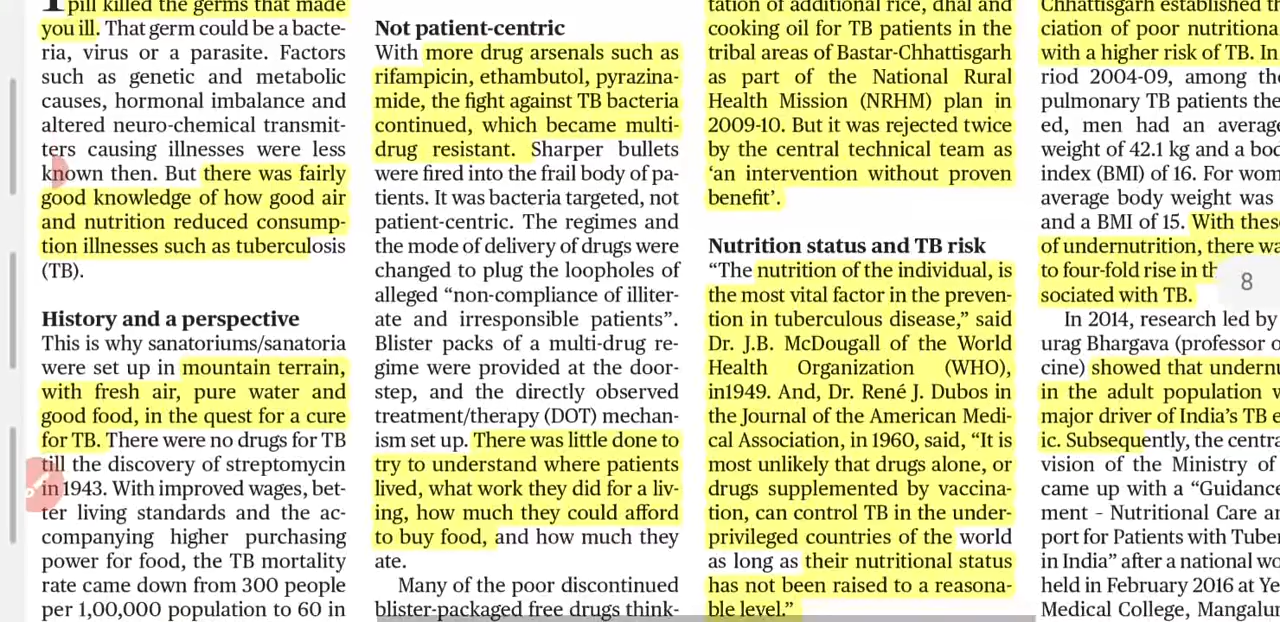 pill killed the germs that made
you ill. That germ could be a bacte-
ria, virus or a parasite. Factors
such as genetic and metabolic
causes, hormonal imbalance and
altered neuro-chemical transmit-
ters causing illnesses were less
known then. But there was fairly
good knowledge of how good air
and nutrition reduced consump-
tion illnesses such as tuberculosis
(TB).
History and a perspective
This is why sanatoriums/sanatoria
were set up in mountain terrain,
with fresh air, pure water and
good food, in the quest for a cure
for TB. There were no drugs for TB
till the discovery of streptomycin
in 1943. With improved wages, bet-
ter living standards and the ac-
companying higher purchasing
power for food, the TB mortality
rate came down from 300 people
per 1,00,000 population to 60 in
Not patient-centric
With more drug arsenals such as
rifampicin, ethambutol, pyrazina-
mide, the fight against TB bacteria
continued, which became multi-
drug resistant. Sharper bullets
were fired into the frail body of pa-
tients. It was bacteria targeted, not
patient-centric. The regimes and
the mode of delivery of drugs were
changed to plug the loopholes of
alleged “non-compliance of illiter-
ate and irresponsible patients”.
Blister packs of a multi-drug re-
gime were provided at the door-
step, and the directly observed
treatment/therapy (DOT) mechan-
ism set up. There was little done to
try to understand where patients
lived, what work they did for a liv-
ing, how much they could afford
to buy food, and how much they
ate.
Many of the poor discontinued
blister-packaged free drugs think-
tation of additional rice, dhal and
cooking oil for TB patients in the
tribal areas of Bastar-Chhattisgarh
as part of the National Rural
Health Mission (NRHM) plan in
2009-10. But it was rejected twice
by the central technical team as
‘an intervention without proven
benefit’.
Nutrition status and TB risk
“The nutrition of the individual, is
the most vital factor in the preven-
tion in tuberculous disease,” said
Dr. J.B. McDougall of the World
Health Organization (WHO),
in1949. And, Dr. René J. Dubos in
the Journal of the American Medi-
cal Association, in 1960, said, “It is
most unlikely that drugs alone, or
drugs supplemented by vaccina-
tion, can control TB in the under-
privileged countries of the world
as long as their nutritional status
has not been raised to a reasona-
ble level.”
Chhattisgarh established
ciation of poor nutritiona
with a higher risk of TB. In
riod 2004-09, among
pulmonary TB patients
ed, men had an average
weight of 42.1 kg and a
index (BMI) of 16. For
average body weight was
and a BMI of 15. With
of undernutrition, there
to four-fold rise in
sociated with TB.
In 2014, research led by
urag Bhargava (professor
cine) showed that
in the adult population
major driver of India’s TB
ic. Subsequently, the
vision of the Ministry of
came up with a “Guidance
ment – Nutritional Care
port for Patients with
in India” after a national
held in February 2016 at
Medical College,
8